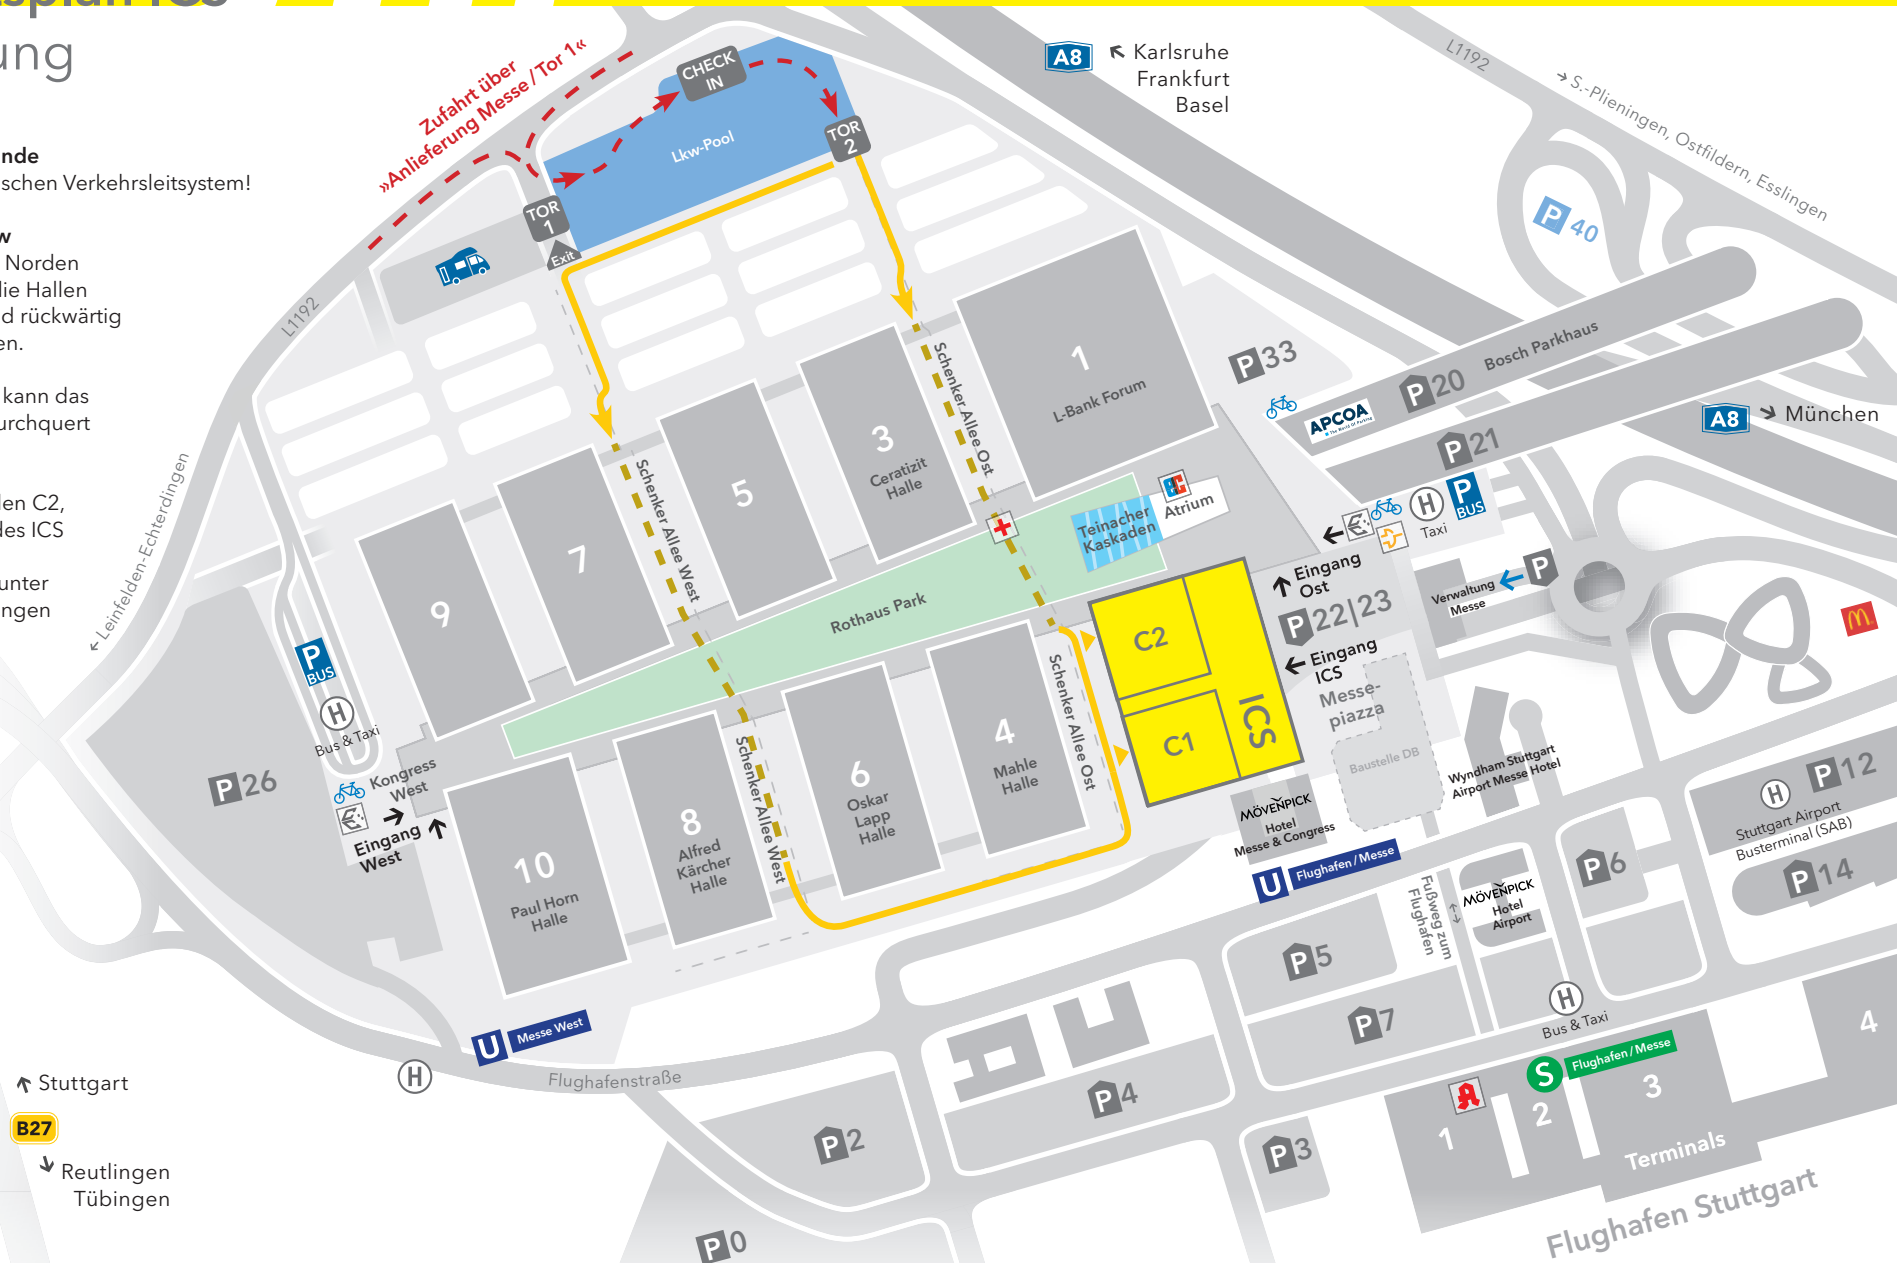 ung
nde
schen Verkehrsleitsystem!
w
Norden
die Hallen
d rückwärtig
en.
kann das
urchquert
len C2,
des ICS
unter
ngen
»Zufahrt über
Anlieferung Messe / Tor 1«
CHECK
IN
Lkw-Pool
TOR
1
TOR
2
Exit
L1192
A8
Karlsruhe
Frankfurt
Basel
L1192
S.-Plieningen, Ostfildern, Esslingen
P 40
Bosch Parkhaus
P 20
P 21
P 33
APCOA
A8
München
1
L-Bank Forum
3
Ceratizit
Halle
5
7
9
Schenker Allee Ost
Schenker Allee West
Rothaus Park
Teinacher
Kaskaden
Atrium
H
Taxi
P
BUS
Eingang
Ost
P 22|23
Eingang
ICS
Messe-
piazza
Verwaltung
Messe
P
Baustelle DB
Wyndham Stuttgart
Airport Messe Hotel
C2
C1
ICS
Schenker Allee Ost
Schenker Allee West
4
Mahle
Halle
6
Oskar
Lapp
Halle
8
Alfred
Kärcher
Halle
10
Paul Horn
Halle
Leinfelden-Echterdingen
P
BUS
H
Bus & Taxi
P 26
Kongress
West
Eingang
West
MÖVENPICK
Hotel
Messe & Congress
U Flughafen / Messe
Fußweg zum
Flughafen
MÖVENPICK
Hotel
Airport
P 6
H
P 12
Stuttgart Airport
Busterminal (SAB)
P 14
P 5
P 7
H
Bus & Taxi
S Flughafen / Messe
U Messe West
H
Flughafenstraße
P 2
P 4
P 3
P 0
1
2
3
4
Terminals
Flughafen Stuttgart
Stuttgart
B27
Reutlingen
Tübingen